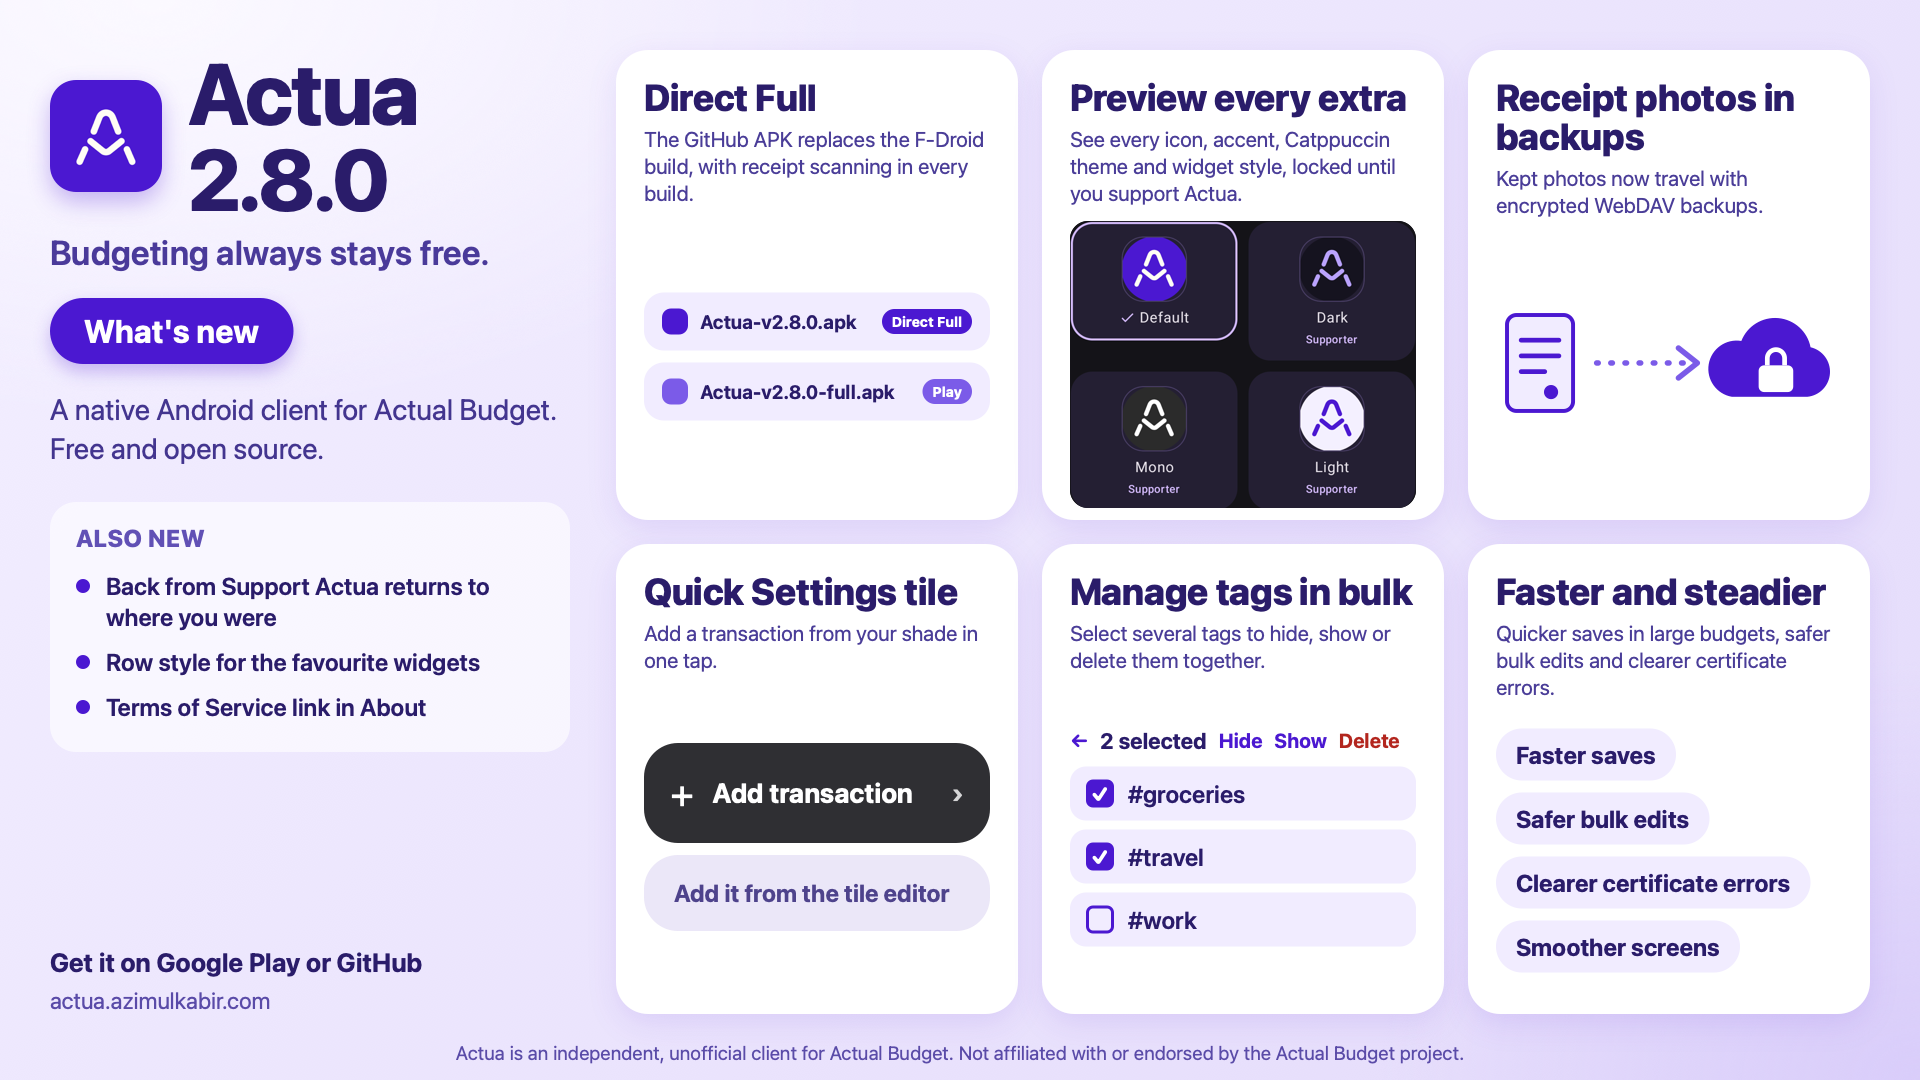 Actua
2.8.0
Budgeting always stays free.
What's new
A native Android client for Actual Budget.
Free and open source.
ALSO NEW
Back from Support Actua returns to
where you were
Row style for the favourite widgets
Terms of Service link in About
Get it on Google Play or GitHub
actua.azimulkabir.com
Direct Full
The GitHub APK replaces the F-Droid
build, with receipt scanning in every
build.
Actua-v2.8.0.apk Direct Full
Actua-v2.8.0-full.apk Play
Preview every extra
See every icon, accent, Catppuccin
theme and widget style, locked until
you support Actua.
Default
Dark
Supporter
Mono
Supporter
Light
Supporter
Receipt photos in
backups
Kept photos now travel with
encrypted WebDAV backups.
Quick Settings tile
Add a transaction from your shade in
one tap.
+ Add transaction ›
Add it from the tile editor
Manage tags in bulk
Select several tags to hide, show or
delete them together.
← 2 selected Hide Show Delete
#groceries
#travel
#work
Faster and steadier
Quicker saves in large budgets, safer
bulk edits and clearer certificate
errors.
Faster saves
Safer bulk edits
Clearer certificate errors
Smoother screens
Actua is an independent, unofficial client for Actual Budget. Not affiliated with or endorsed by the Actual Budget project.